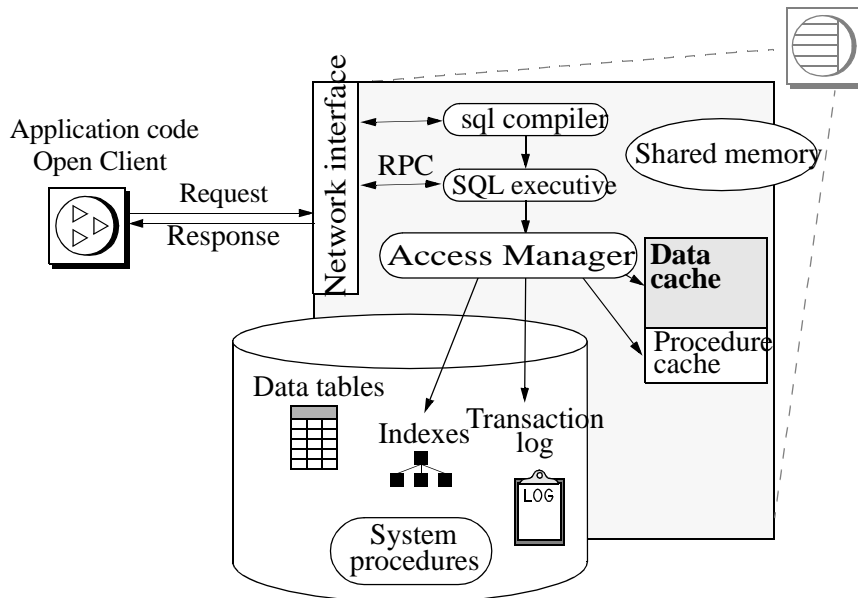 Application code
Open Client
Request
Response
Network interface
sql compiler
RPC
SQL executive
Shared memory
Access Manager
Data
cache
Procedure
cache
Data tables
Indexes
Transaction
log
LOG
System
procedures